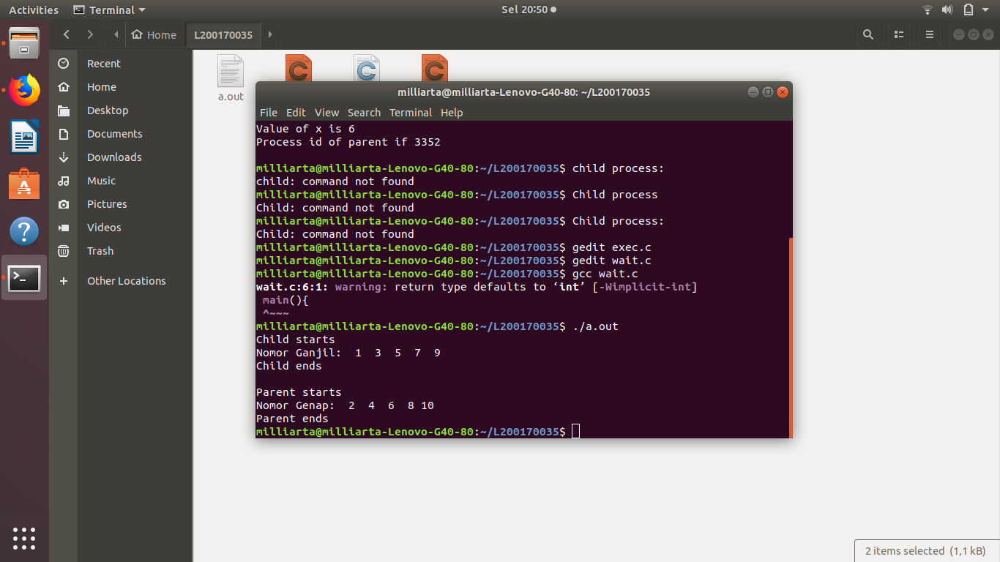 Activities
Terminal
Sel 20:50
Home
L200170035
Recent
Home
Desktop
Documents
Downloads
Music
Pictures
Videos
Trash
Other Locations
a.out
milliarta@milliarta-Lenovo-G40-80: ~/L200170035
File Edit View Search Terminal Help
Value of x is 6
Process id of parent if 3352
milliarta@milliarta-Lenovo-G40-80:~/L200170035$ child process:
child: command not found
milliarta@milliarta-Lenovo-G40-80:~/L200170035$ Child process
Child: command not found
milliarta@milliarta-Lenovo-G40-80:~/L200170035$ Child process:
Child: command not found
milliarta@milliarta-Lenovo-G40-80:~/L200170035$ gedit exec.c
milliarta@milliarta-Lenovo-G40-80:~/L200170035$ gedit wait.c
milliarta@milliarta-Lenovo-G40-80:~/L200170035$ gcc wait.c
wait.c:6:1: warning: return type defaults to ‘int’ [-Wimplicit-int]
main(){
^~~~
milliarta@milliarta-Lenovo-G40-80:~/L200170035$ ./a.out
Child starts
Nomor Ganjil:  1  3  5  7  9
Child ends
Parent starts
Nomor Genap:  2  4  6  8 10
Parent ends
milliarta@milliarta-Lenovo-G40-80:~/L200170035$
2 items selected (1,1 kB)